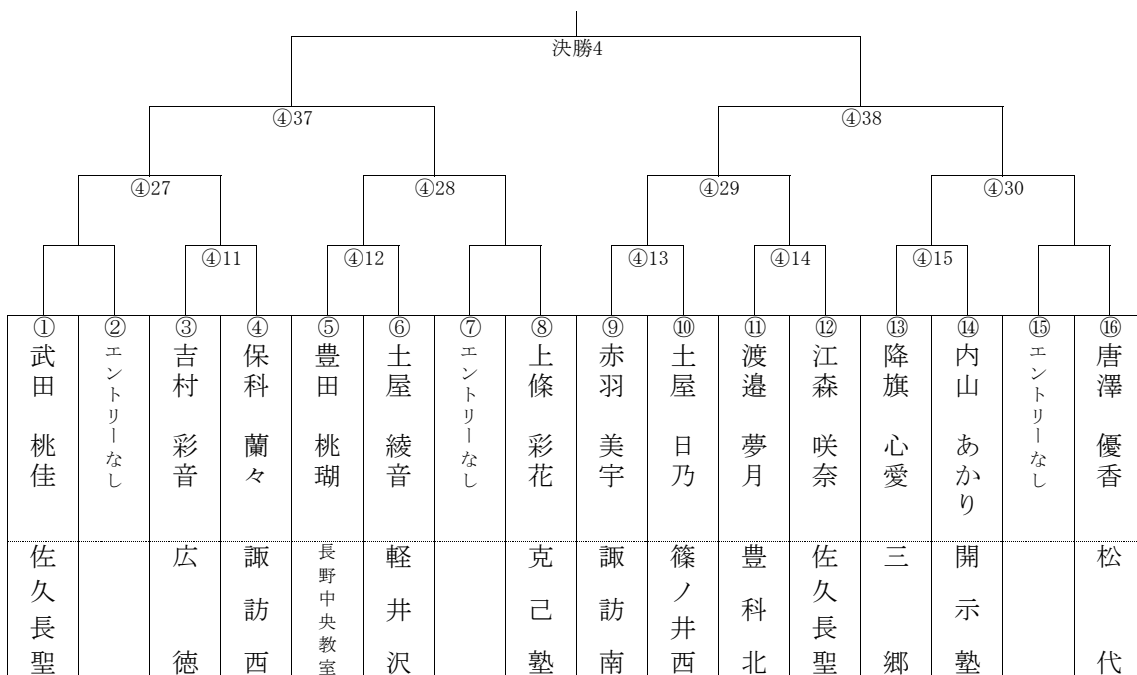 決勝4
④37
④38
④27
④28
④29
④30
④11
④12
④13
④14
④15
①
②
③
④
⑤
⑥
⑦
⑧
⑨
⑩
⑪
⑫
⑬
⑭
⑮
⑯
武田 桃佳
エントリーなし
吉村 彩音
保科 蘭々
豊田 桃瑚
土屋 綾音
エントリーなし
上條 彩花
赤羽 美宇
土屋 日乃
渡邉 夢月
江森 咲奈
降旗 心愛
内山 あかり
エントリーなし
唐澤 優香
佐久長聖
広徳
諏訪西
長野中央教室
軽井沢
克己塾
諏訪南
篠ノ井西
豊科北
佐久長聖
三郷
開示塾
松代